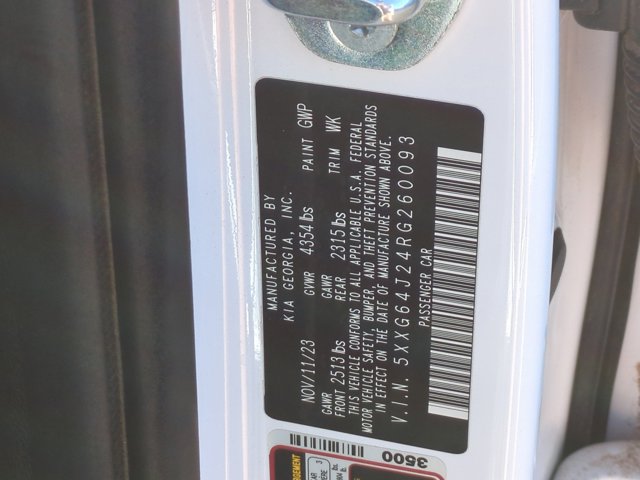 MANUFACTURED BY
KIA GEORGIA, INC.
NOV/11/23 GVWR 4354 lbs PAINT GWP
GAWR FRONT 2513 lbs GAWR REAR 2315 lbs TRIM WK
THIS VEHICLE CONFORMS TO ALL APPLICABLE U.S.A. FEDERAL
MOTOR VEHICLE SAFETY, BUMPER, AND THEFT PREVENTION STANDARDS
IN EFFECT ON THE DATE OF MANUFACTURE SHOWN ABOVE.
V.I.N. 5XXG64J24RG260093
PASSENGER CAR
3500